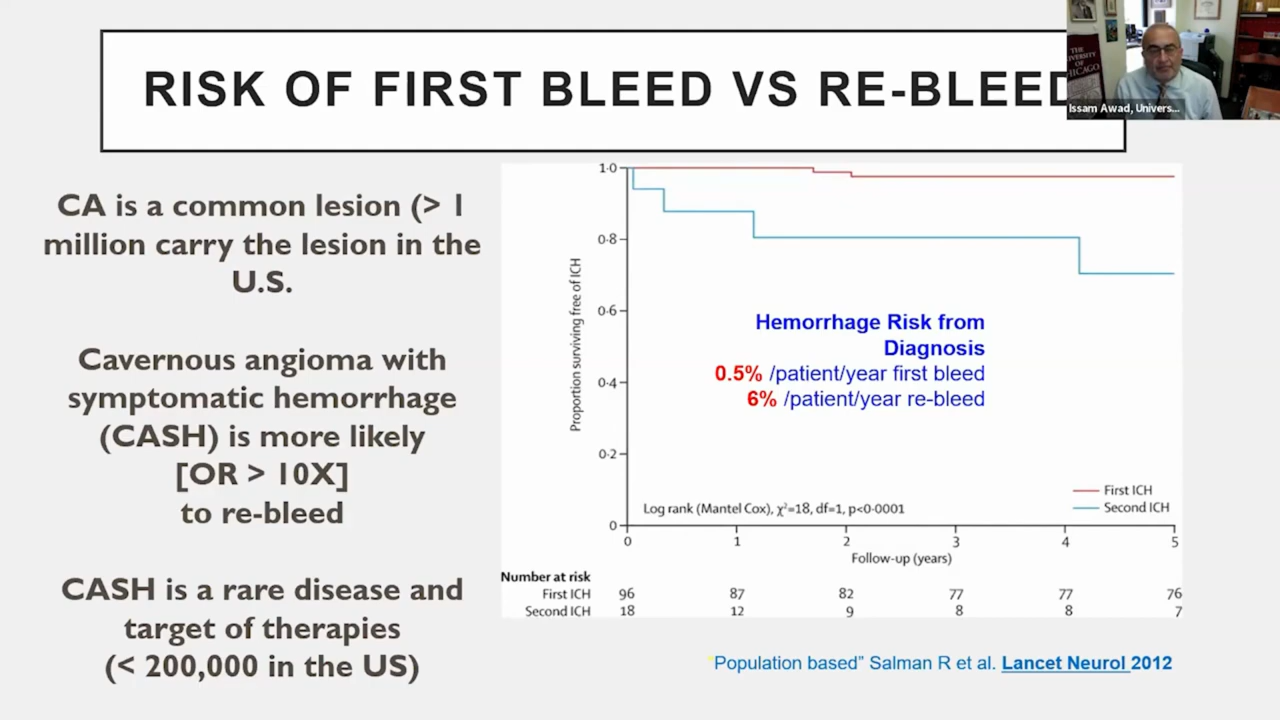 RISK OF FIRST BLEED VS RE-BLEED
THE
UNIVERSITY
OF
CHICAGO
Issam Awad, Univers...
CA is a common lesion (> 1
million carry the lesion in the
U.S.
Cavernous angioma with
symptomatic hemorrhage
(CASH) is more likely
[OR > 10X]
to re-bleed
CASH is a rare disease and
target of therapies
(< 200,000 in the US)
Proportion surviving free of ICH
1·0
0·8
0·6
0·4
0·2
0
Hemorrhage Risk from
Diagnosis
0.5% /patient/year first bleed
6% /patient/year re-bleed
First ICH
Second ICH
Log rank (Mantel Cox), χ²=18, df=1, p<0·0001
0 1 2 3 4 5
Follow-up (years)
Number at risk
First ICH 96 87 82 77 77 76
Second ICH 18 12 9 8 8 7
"Population based” Salman R et al. Lancet Neurol 2012